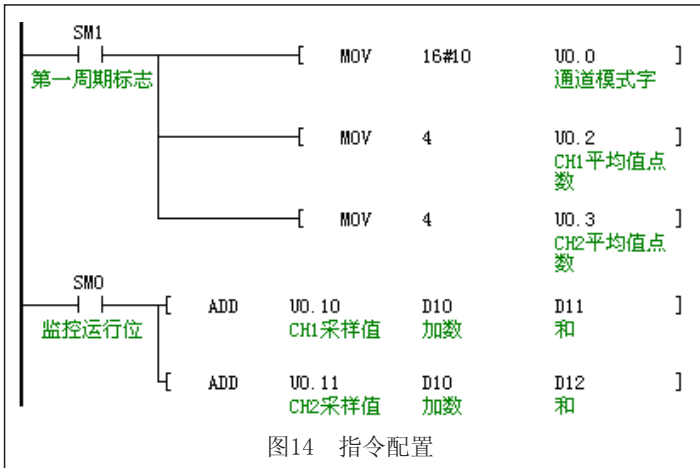 SM1
第一周期标志
[ MOV 16#10 U0.0 ]
通道模式字
[ MOV 4 U0.2 ]
CH1平均值点
数
[ MOV 4 U0.3 ]
CH2平均值点
数
SM0
监控运行位
[ ADD U0.10 D10 D11 ]
CH1采样值 加数 和
[ ADD U0.11 D10 D12 ]
CH2采样值 加数 和
图14 指令配置